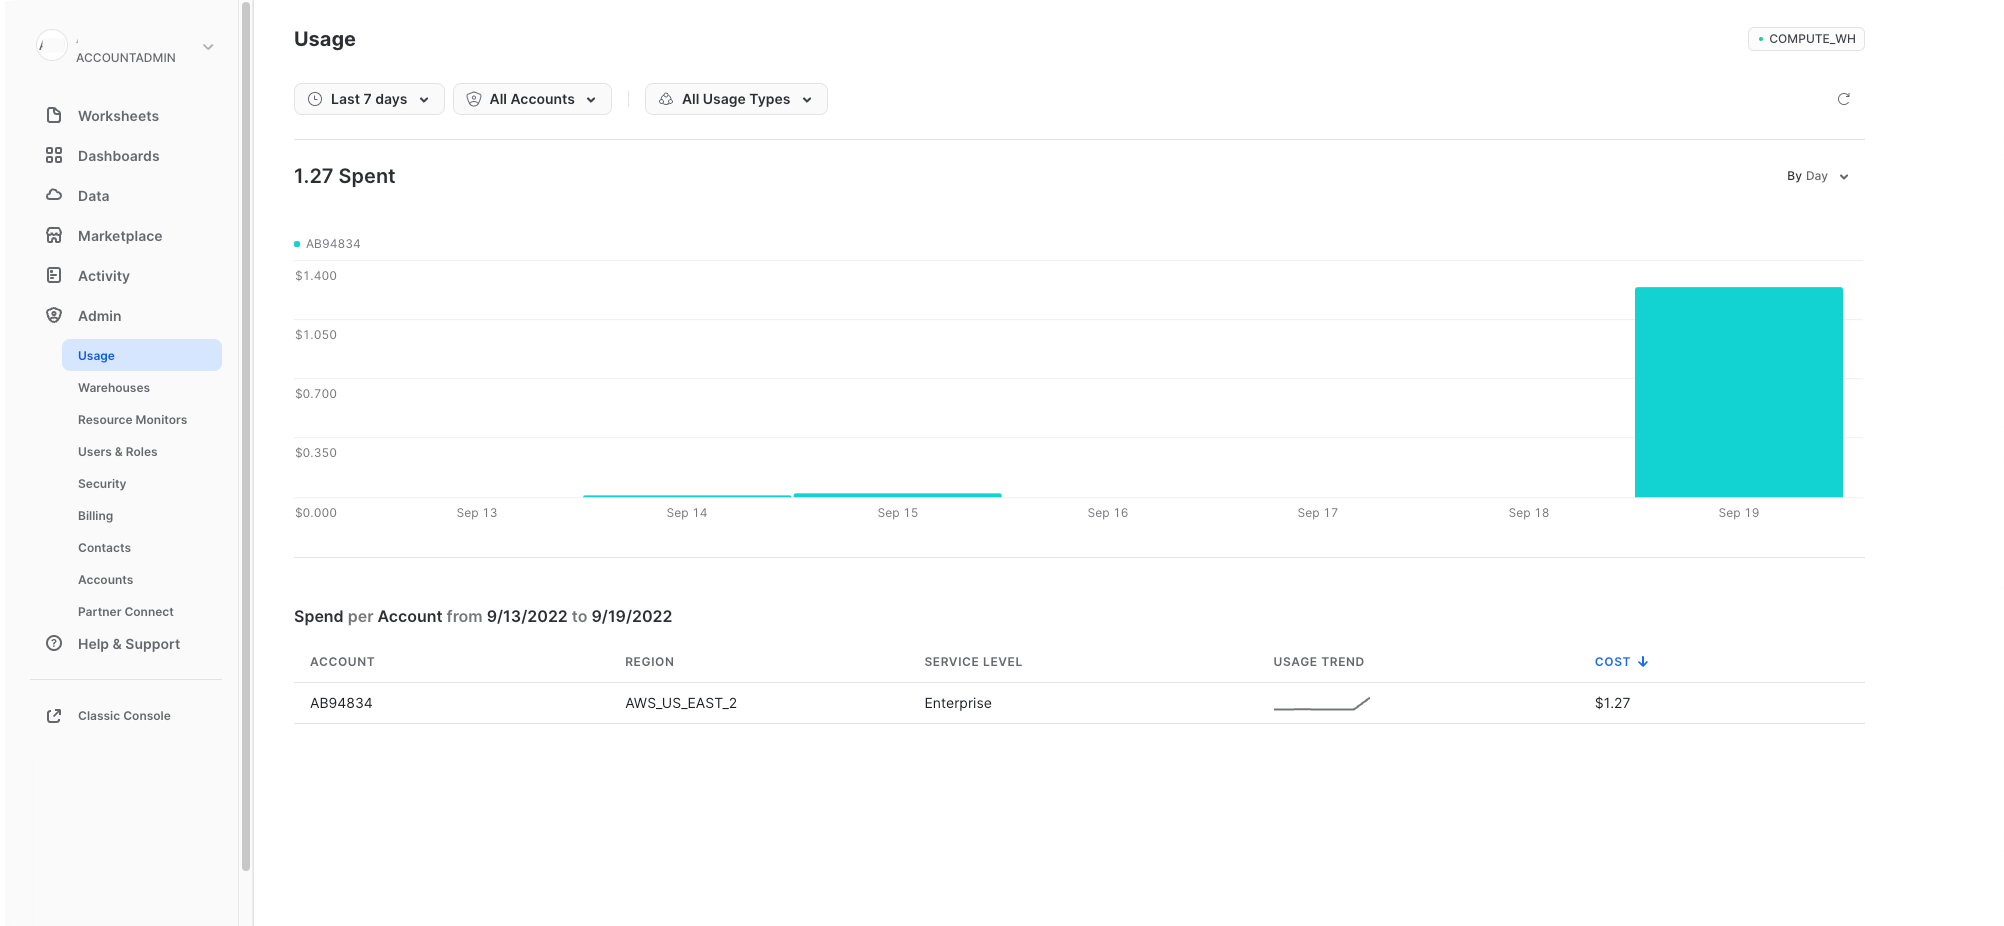 ACCOUNTADMIN
Worksheets
Dashboards
Data
Marketplace
Activity
Admin
Usage
Warehouses
Resource Monitors
Users & Roles
Security
Billing
Contacts
Accounts
Partner Connect
Help & Support
Classic Console
Usage
COMPUTE_WH
Last 7 days
All Accounts
All Usage Types
1.27 Spent
By Day
AB94834
$1.400
$1.050
$0.700
$0.350
$0.000
Sep 13
Sep 14
Sep 15
Sep 16
Sep 17
Sep 18
Sep 19
Spend per Account from 9/13/2022 to 9/19/2022
ACCOUNT REGION SERVICE LEVEL USAGE TREND COST
AB94834 AWS_US_EAST_2 Enterprise $1.27